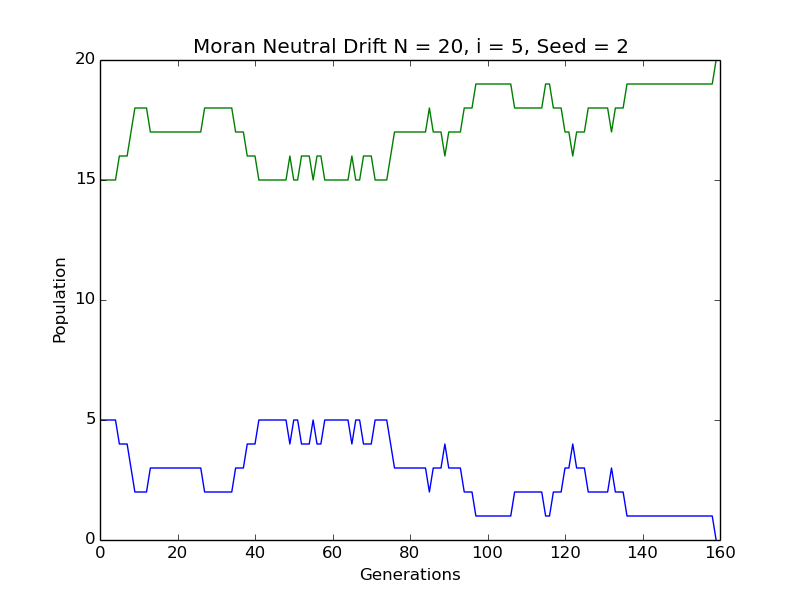 Moran Neutral Drift N = 20, i = 5, Seed = 2
20
15
10
5
0
Population
0 20 40 60 80 100 120 140 160
Generations